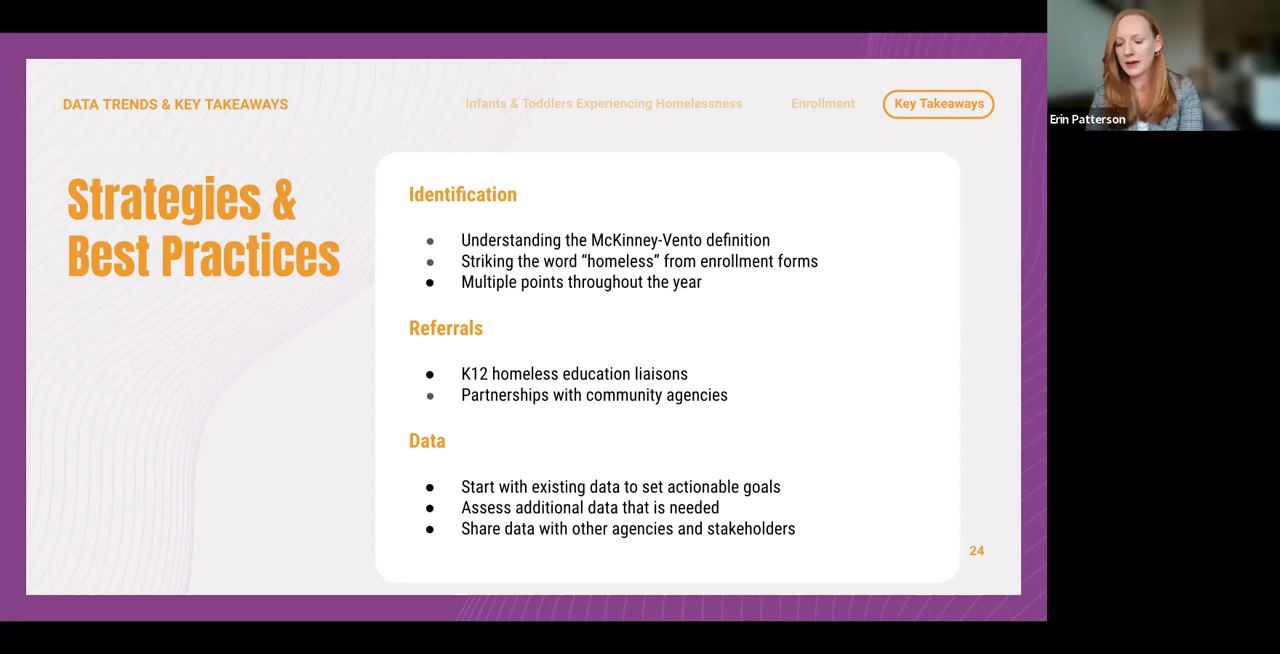 DATA TRENDS & KEY TAKEAWAYS
Infants & Toddlers Experiencing Homelessness
Enrollment
Key Takeaways
Erin Patterson
Strategies &
Best Practices
Identification
● Understanding the McKinney-Vento definition
● Striking the word “homeless” from enrollment forms
● Multiple points throughout the year
Referrals
● K12 homeless education liaisons
● Partnerships with community agencies
Data
● Start with existing data to set actionable goals
● Assess additional data that is needed
● Share data with other agencies and stakeholders
24